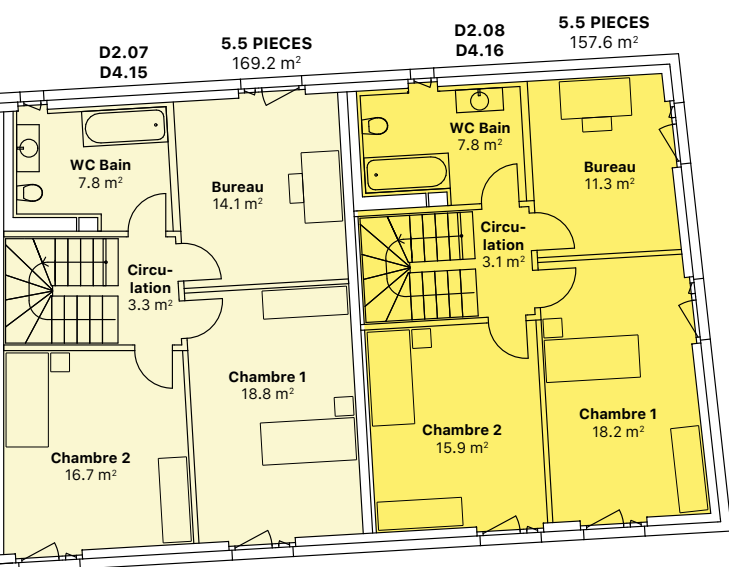 D2.07
D4.15
5.5 PIECES
169.2 m²
D2.08
D4.16
5.5 PIECES
157.6 m²
WC Bain
7.8 m²
Bureau
14.1 m²
Circu-
lation
3.3 m²
Chambre 1
18.8 m²
Chambre 2
16.7 m²
WC Bain
7.8 m²
Bureau
11.3 m²
Circu-
lation
3.1 m²
Chambre 2
15.9 m²
Chambre 1
18.2 m²